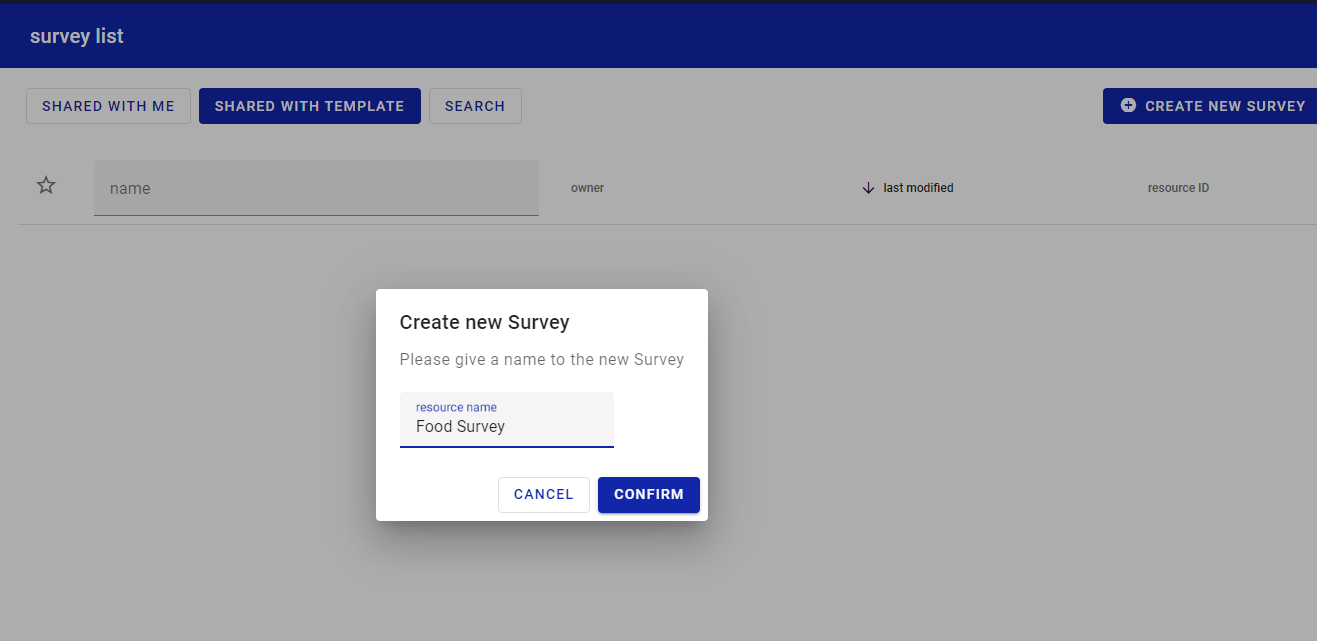 survey list
SHARED WITH ME SHARED WITH TEMPLATE SEARCH CREATE NEW SURVEY
name owner last modified resource ID
Create new Survey
Please give a name to the new Survey
resource name
Food Survey
CANCEL CONFIRM